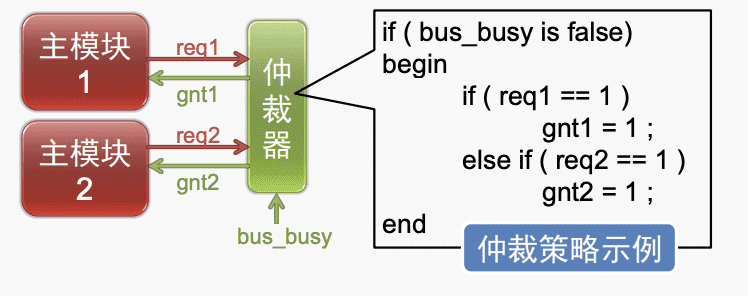 主模块
1
req1
gnt1
主模块
2
req2
gnt2
仲
裁
器
bus_busy
if ( bus_busy is false)
begin
if ( req1 == 1 )
gnt1 = 1 ;
else if ( req2 == 1 )
gnt2 = 1 ;
end
仲裁策略示例